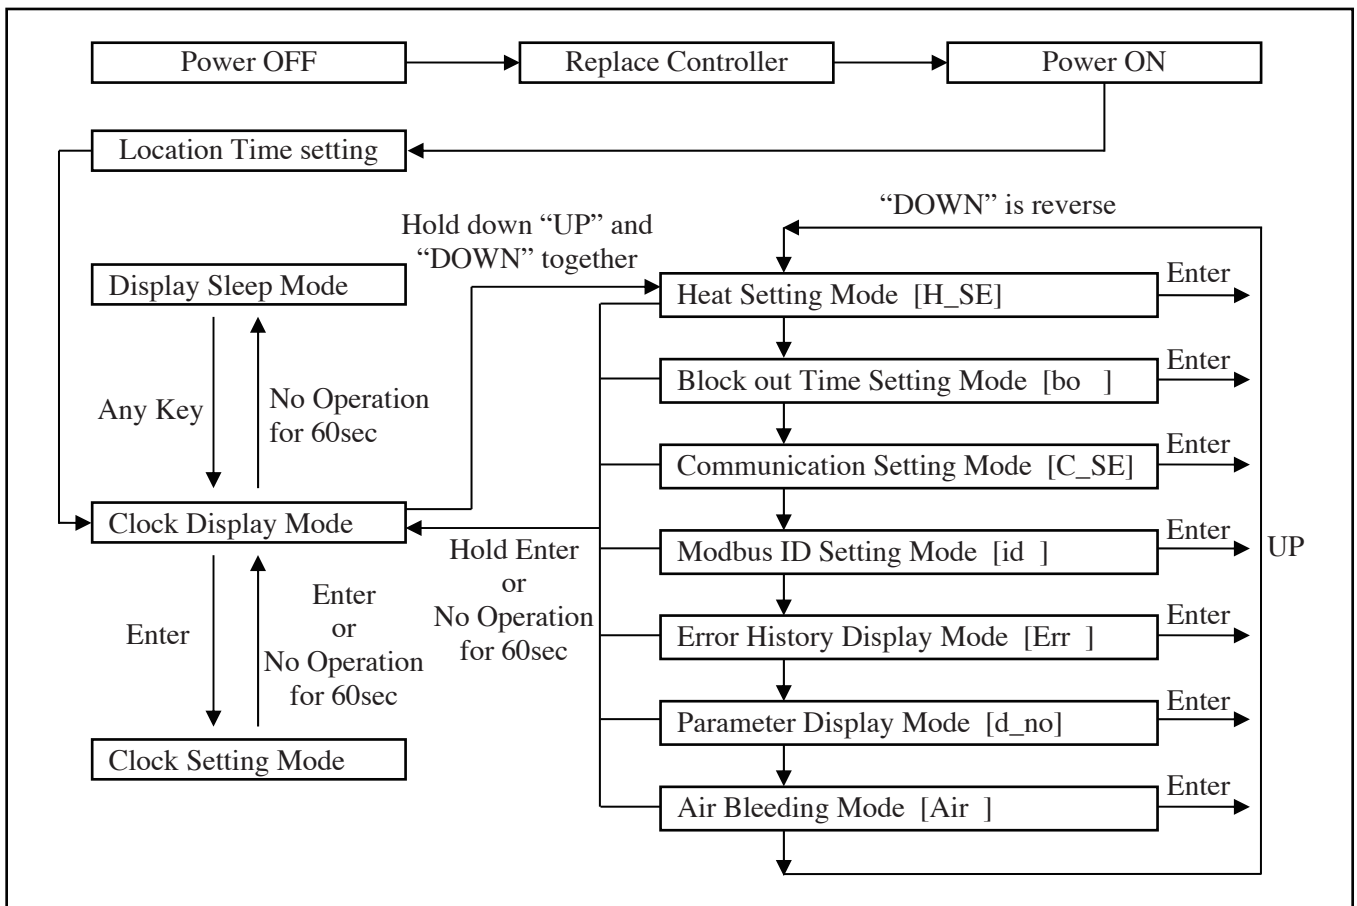 Power OFF
Replace Controller
Power ON
Location Time setting
“DOWN” is reverse
Hold down “UP” and
“DOWN” together
Display Sleep Mode
Heat Setting Mode  [H_SE]
Enter
Block out Time Setting Mode  [bo   ]
Enter
Any Key
No Operation
for 60sec
Communication Setting Mode  [C_SE]
Enter
Clock Display Mode
Modbus ID Setting Mode  [id  ]
Enter
UP
Hold Enter
or
No Operation
for 60sec
Enter
Enter
or
No Operation
for 60sec
Error History Display Mode  [Err  ]
Enter
Parameter Display Mode  [d_no]
Enter
Clock Setting Mode
Air Bleeding Mode  [Air  ]
Enter